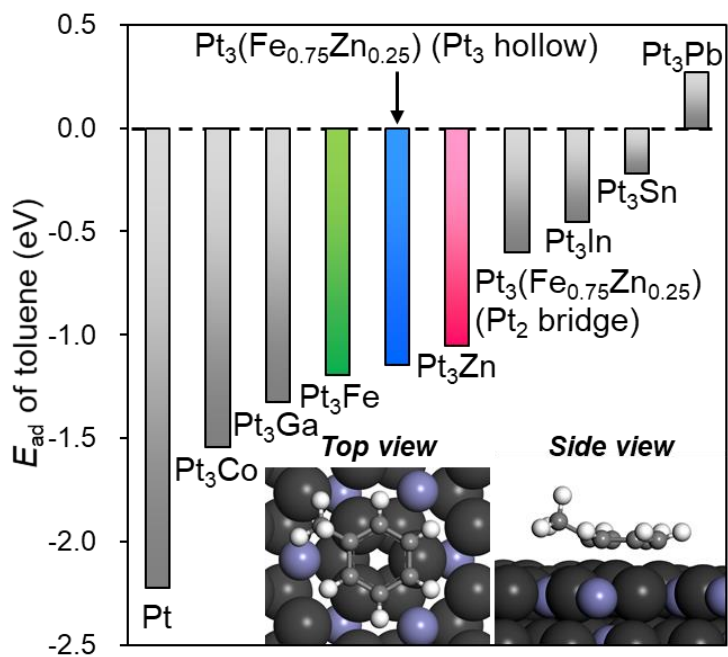 Pt₃(Fe₀.₇₅Zn₀.₂₅) (Pt₃ hollow)
Pt₃Pb
0.5
0.0
-0.5
-1.0
-1.5
-2.0
-2.5
E_ad of toluene (eV)
Pt₃Sn
Pt₃In
Pt₃(Fe₀.₇₅Zn₀.₂₅)
(Pt₂ bridge)
Pt₃Zn
Pt₃Fe
Pt₃Ga
Pt₃Co
Pt
Top view
Side view